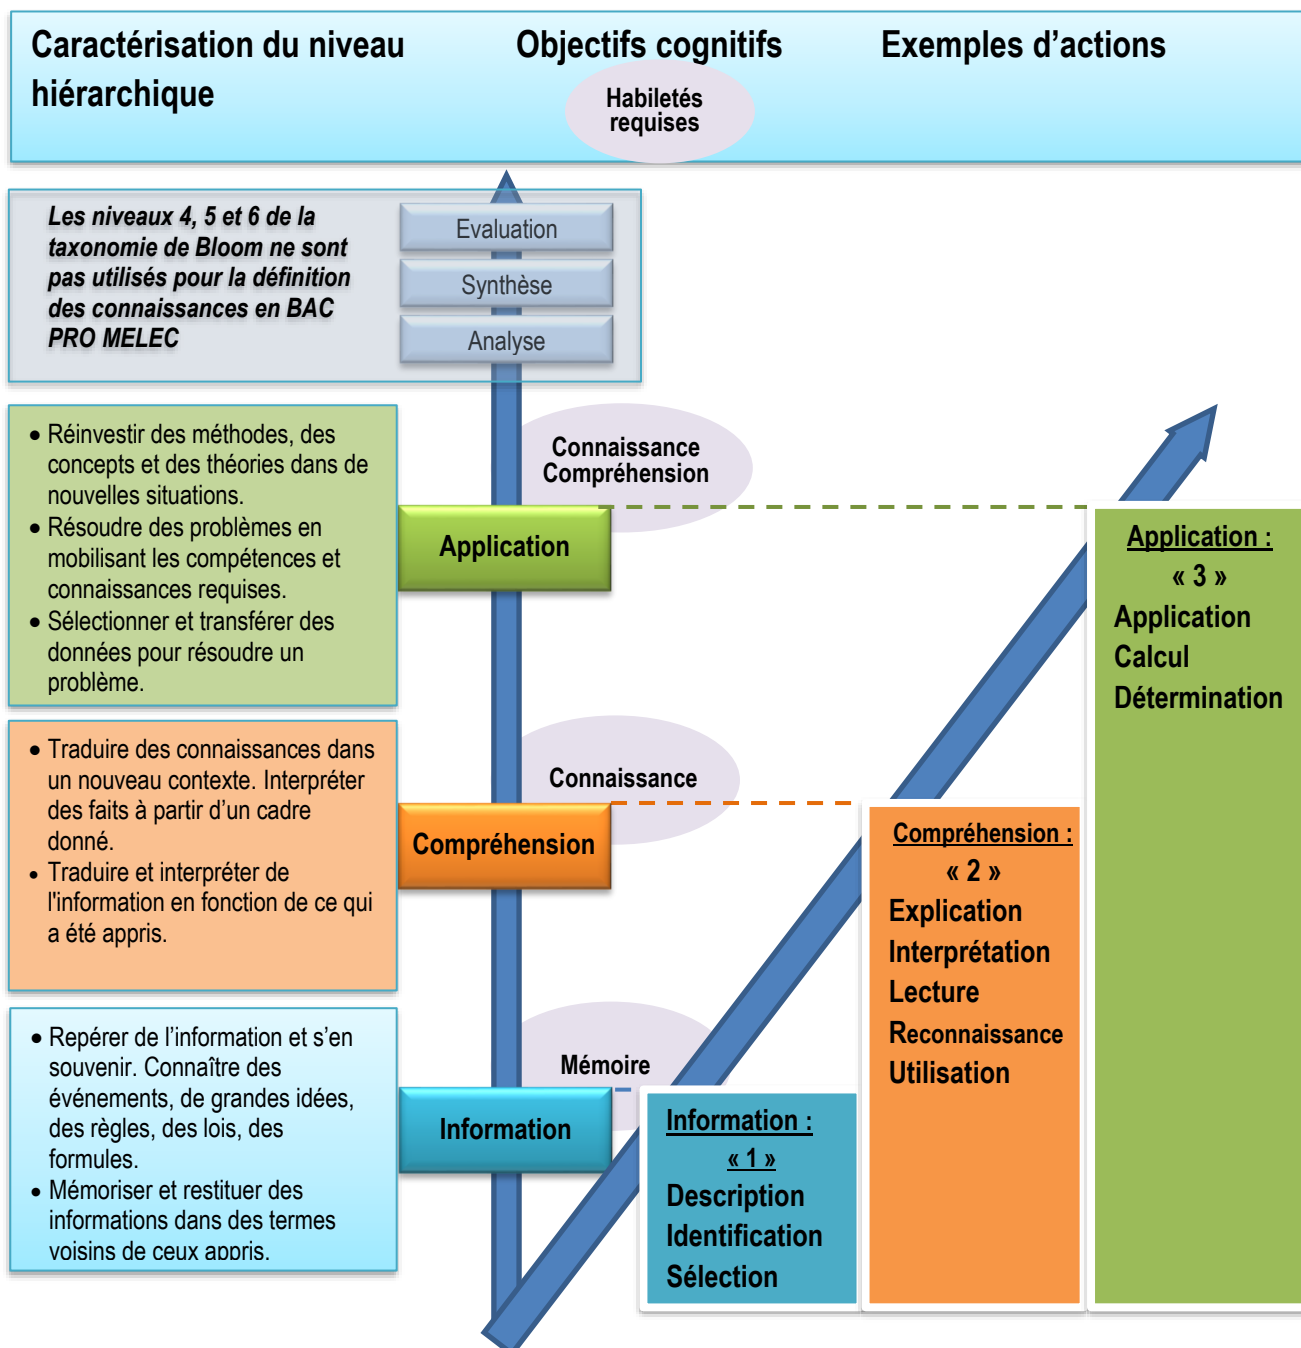 Caractérisation du niveau
hiérarchique
Objectifs cognitifs
Habiletés
requises
Exemples d’actions
Les niveaux 4, 5 et 6 de la
taxonomie de Bloom ne sont
pas utilisés pour la définition
des connaissances en BAC
PRO MELEC
Evaluation
Synthèse
Analyse
• Réinvestir des méthodes, des
concepts et des théories dans de
nouvelles situations.
• Résoudre des problèmes en
mobilisant les compétences et
connaissances requises.
• Sélectionner et transférer des
données pour résoudre un
problème.
Connaissance
Compréhension
Application
Application :
« 3 »
Application
Calcul
Détermination
• Traduire des connaissances dans
un nouveau contexte. Interpréter
des faits à partir d’un cadre
donné.
• Traduire et interpréter de
l'information en fonction de ce qui
a été appris.
Connaissance
Compréhension
Compréhension :
« 2 »
Explication
Interprétation
Lecture
Reconnaissance
Utilisation
• Repérer de l’information et s’en
souvenir. Connaître des
événements, de grandes idées,
des règles, des lois, des
formules.
• Mémoriser et restituer des
informations dans des termes
voisins de ceux appris.
Mémoire
Information
Information :
« 1 »
Description
Identification
Sélection